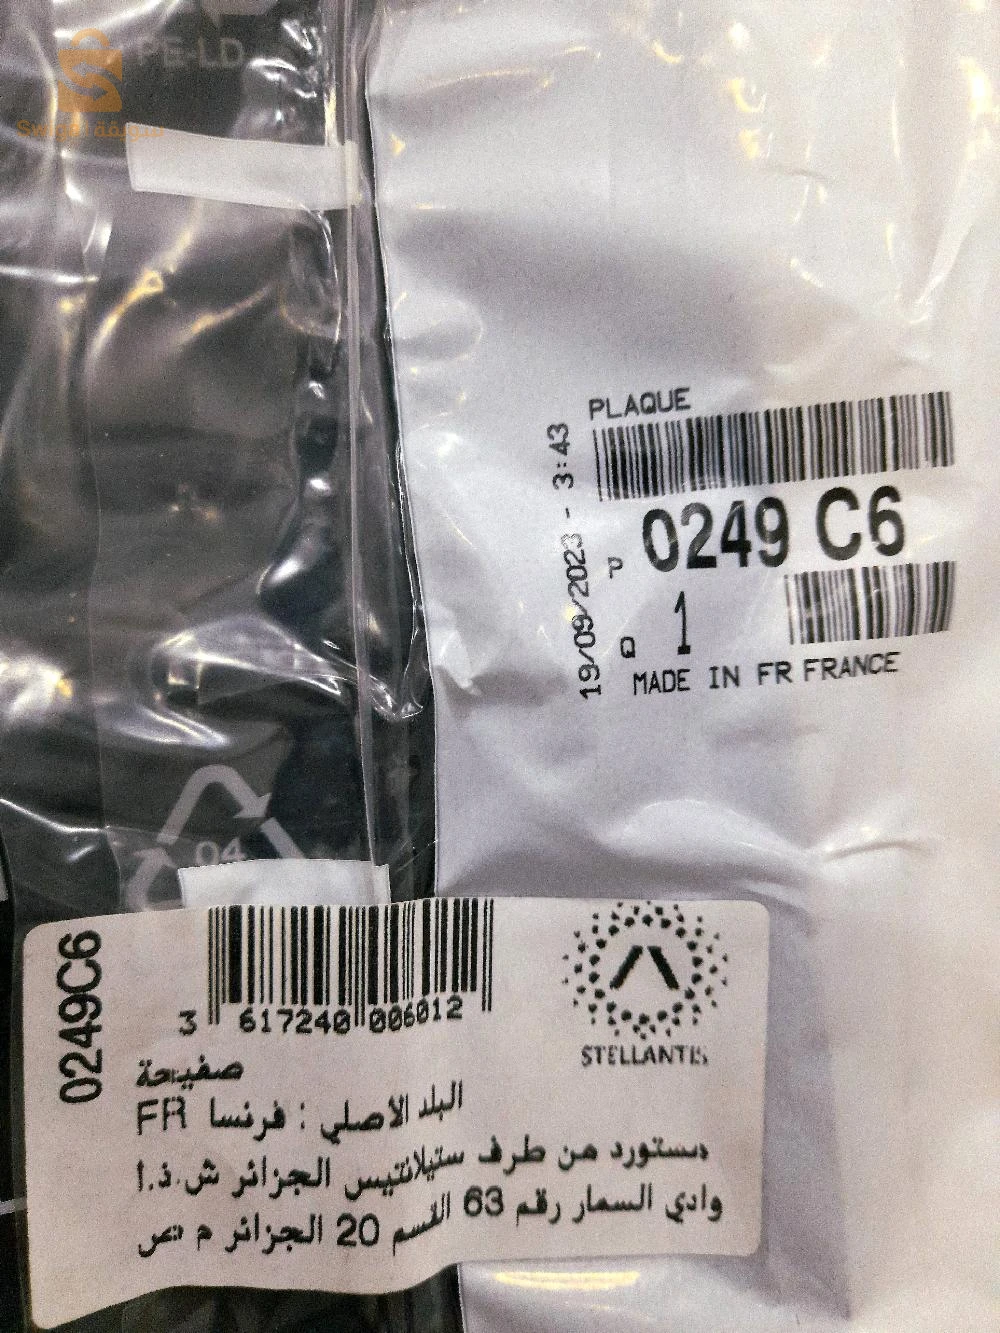 PE-LD
سويقة
PLAQUE
19/09/2023 - 3:43
P 0249 C6
Q 1
MADE IN FR FRANCE
04
0249C6
3 617240 006012
STELLANTIS
صفيحة
البلد الاصلي : فرنسا FR
مستورد من طرف ستيلانتيس الجزائر ش.ذ.ا
وادي السمار رقم 63 القسم 20 الجزائر م ص